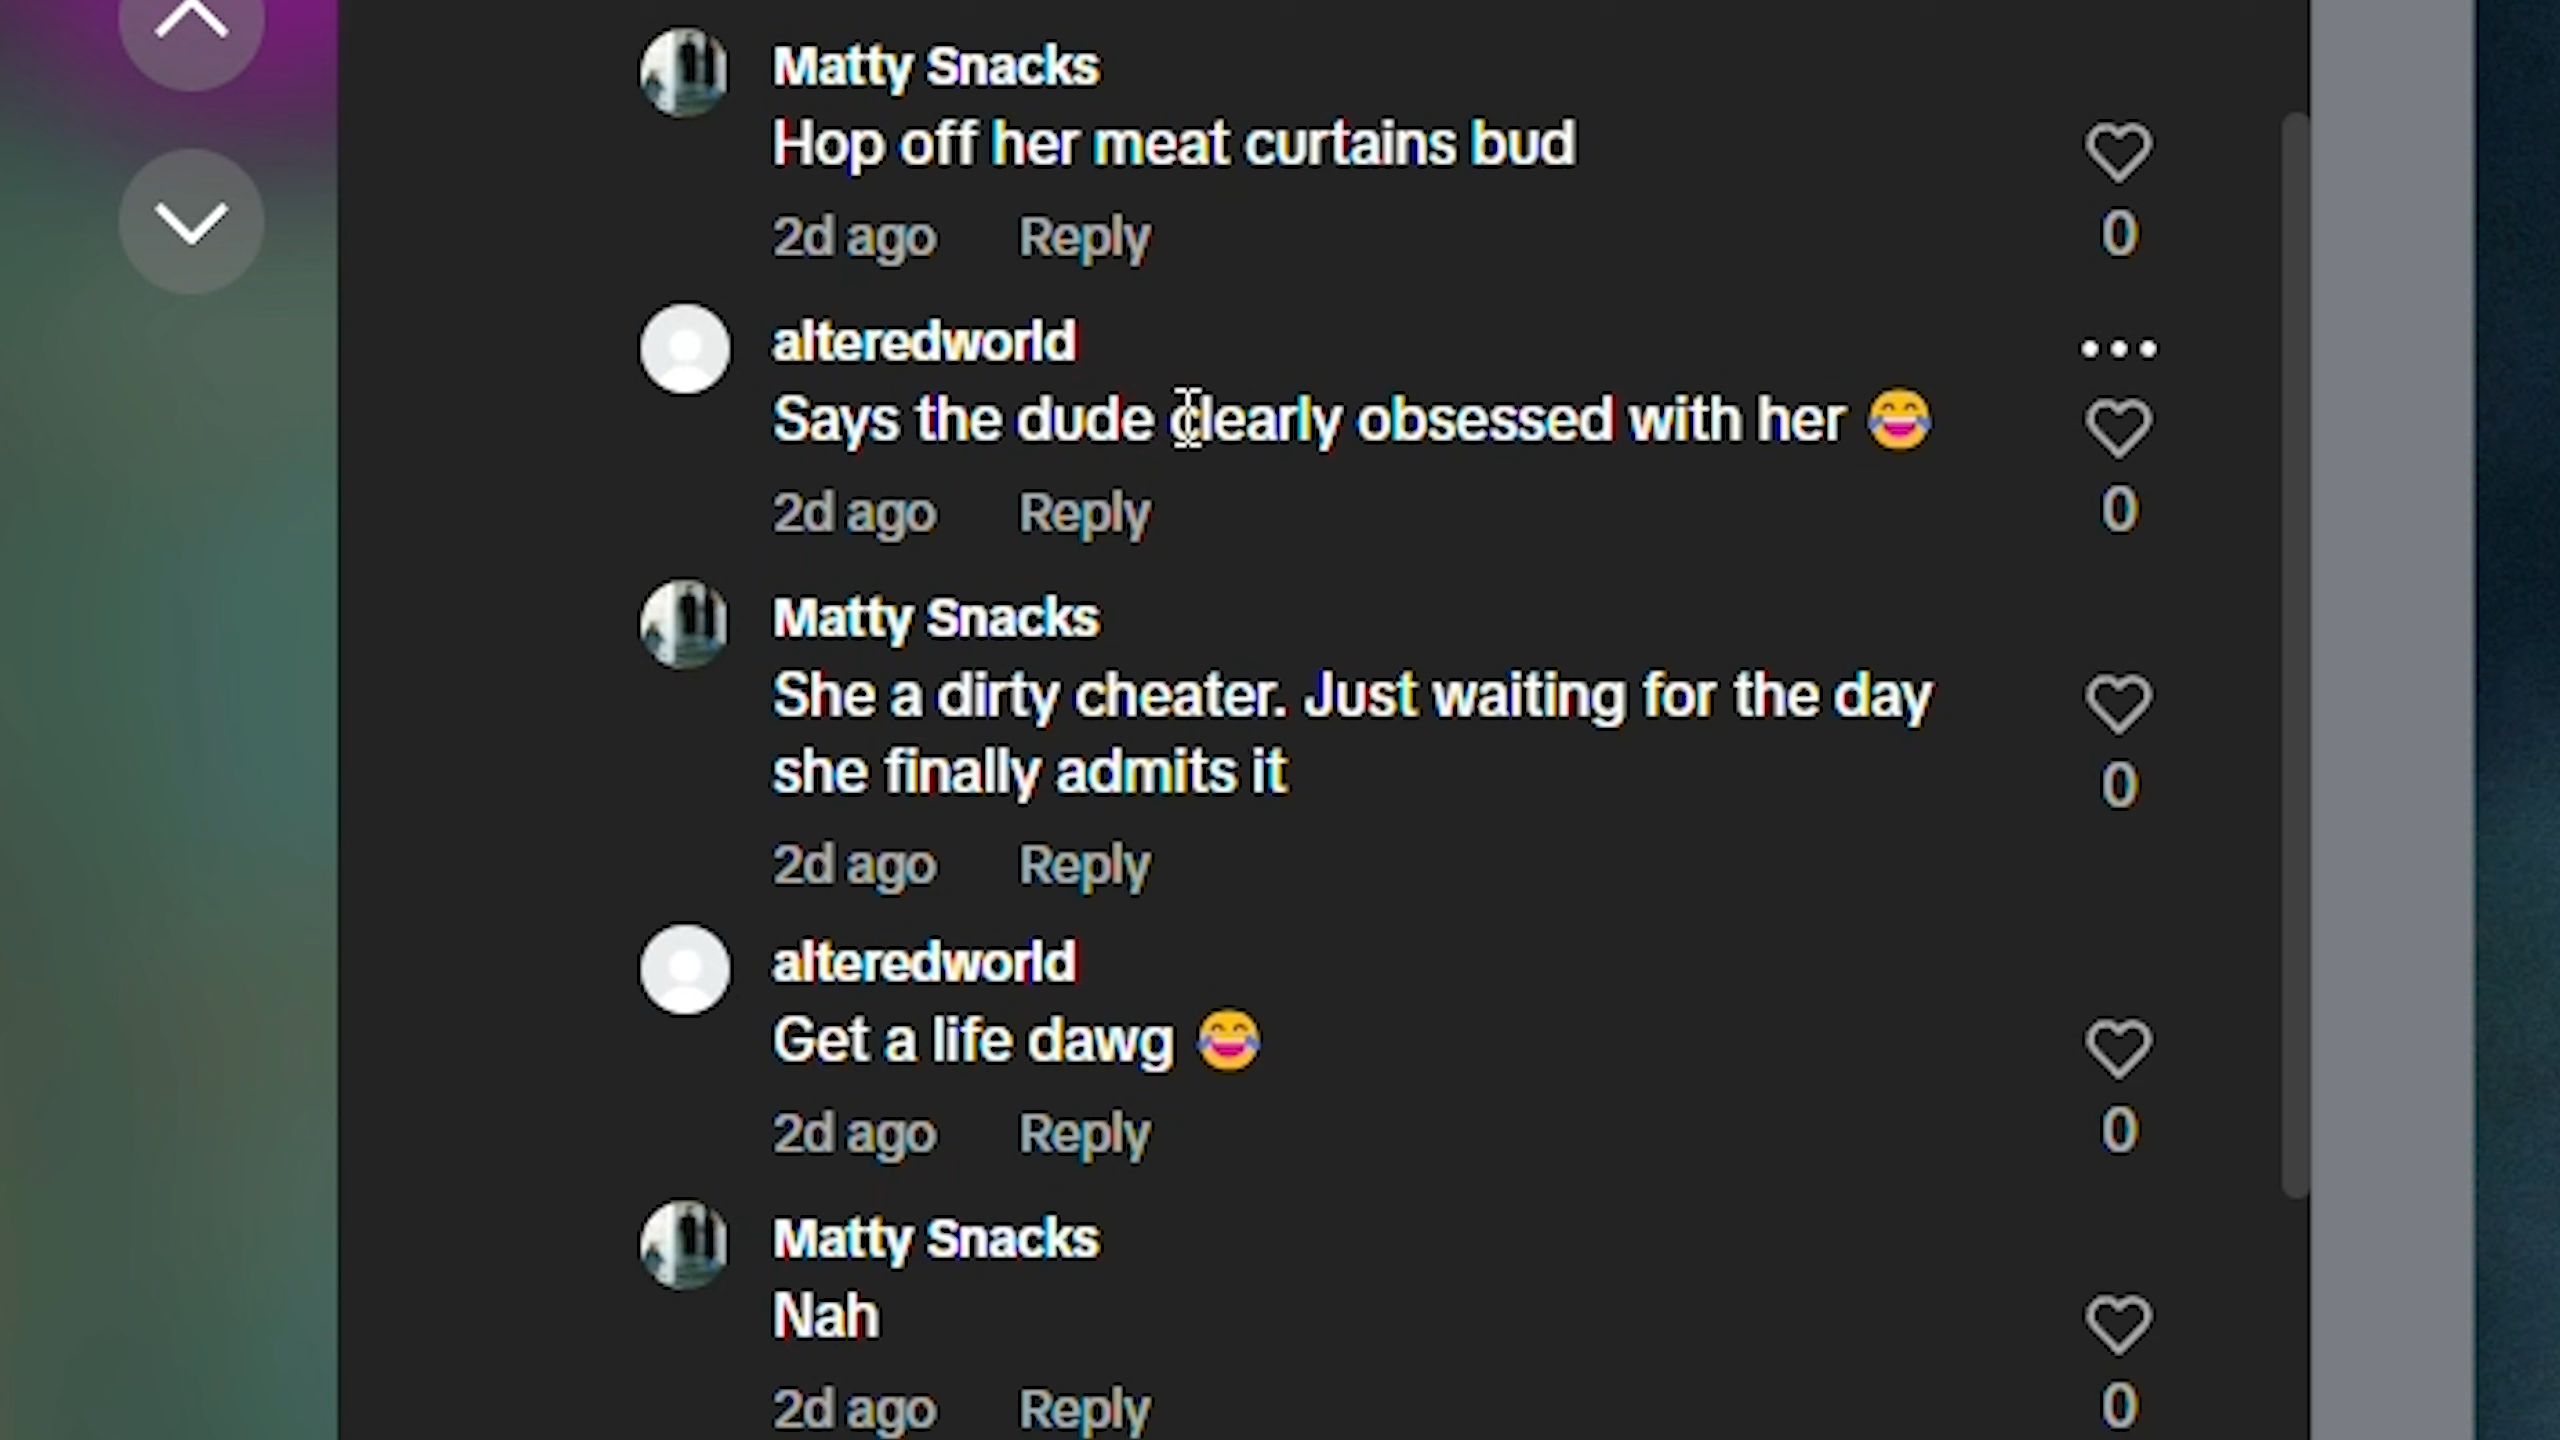 Matty Snacks
Hop off her meat curtains bud
2d ago Reply
0
alteredworld
Says the dude clearly obsessed with her 😂
2d ago Reply
0
Matty Snacks
She a dirty cheater. Just waiting for the day
she finally admits it
2d ago Reply
0
alteredworld
Get a life dawg 😂
2d ago Reply
0
Matty Snacks
Nah
2d ago Reply
0